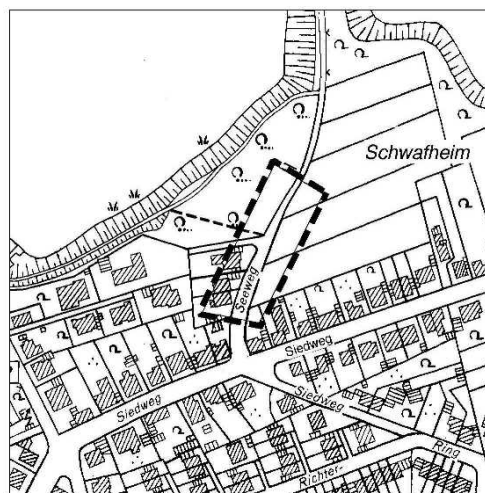 Schwafheim
Seeweg
Siedweg
Siedweg
Siedweg
Ring
Richter-